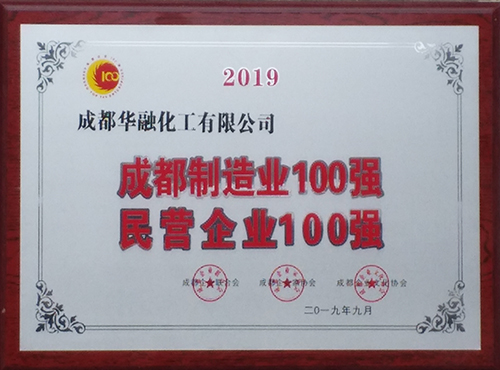 100
2019
成都华融化工有限公司
成都制造业100强
民营企业100强
二〇一九年九月